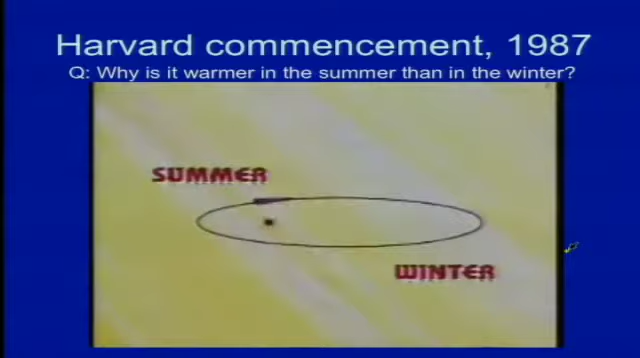 Harvard commencement, 1987
Q: Why is it warmer in the summer than in the winter?
SUMMER
WINTER